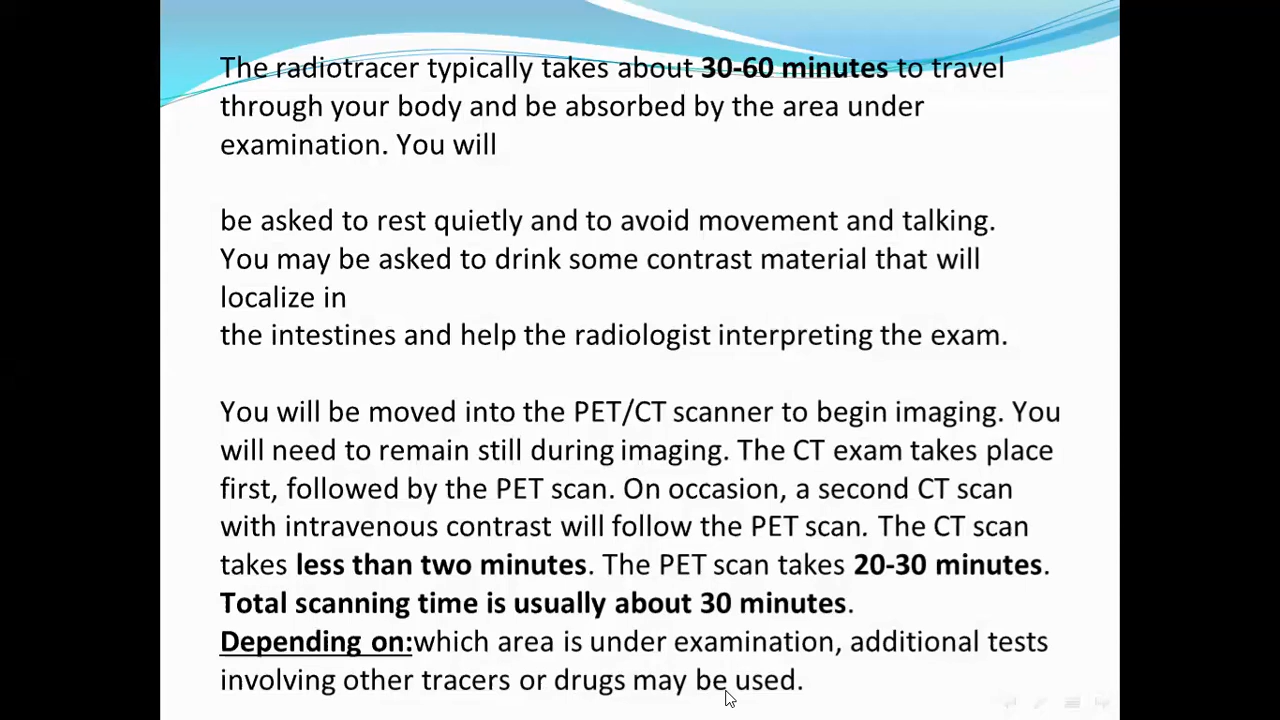 The radiotracer typically takes about 30-60 minutes to travel
through your body and be absorbed by the area under
examination. You will
be asked to rest quietly and to avoid movement and talking.
You may be asked to drink some contrast material that will
localize in
the intestines and help the radiologist interpreting the exam.
You will be moved into the PET/CT scanner to begin imaging. You
will need to remain still during imaging. The CT exam takes place
first, followed by the PET scan. On occasion, a second CT scan
with intravenous contrast will follow the PET scan. The CT scan
takes less than two minutes. The PET scan takes 20-30 minutes.
Total scanning time is usually about 30 minutes.
Depending on:which area is under examination, additional tests
involving other tracers or drugs may be used.